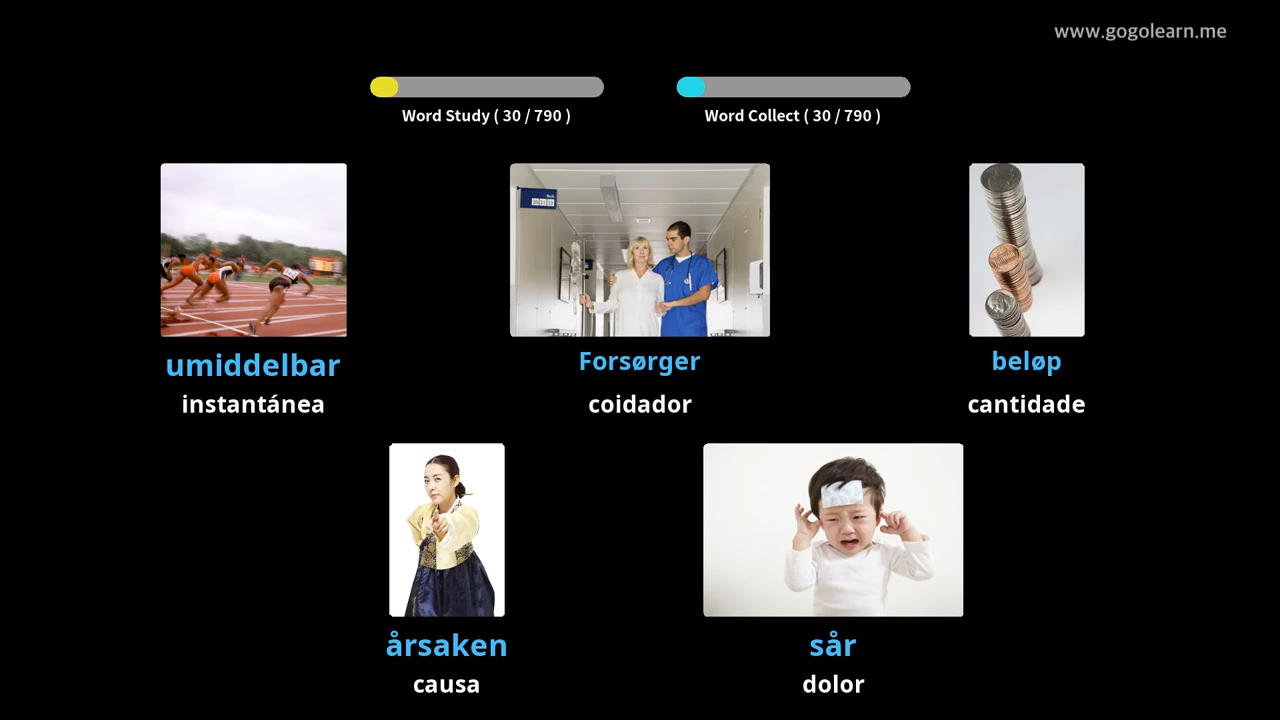 www.gogolearn.me
Word Study ( 30 / 790 )
Word Collect ( 30 / 790 )
umiddelbar
instantánea
Forsørger
coidador
beløp
cantidade
årsaken
causa
sår
dolor